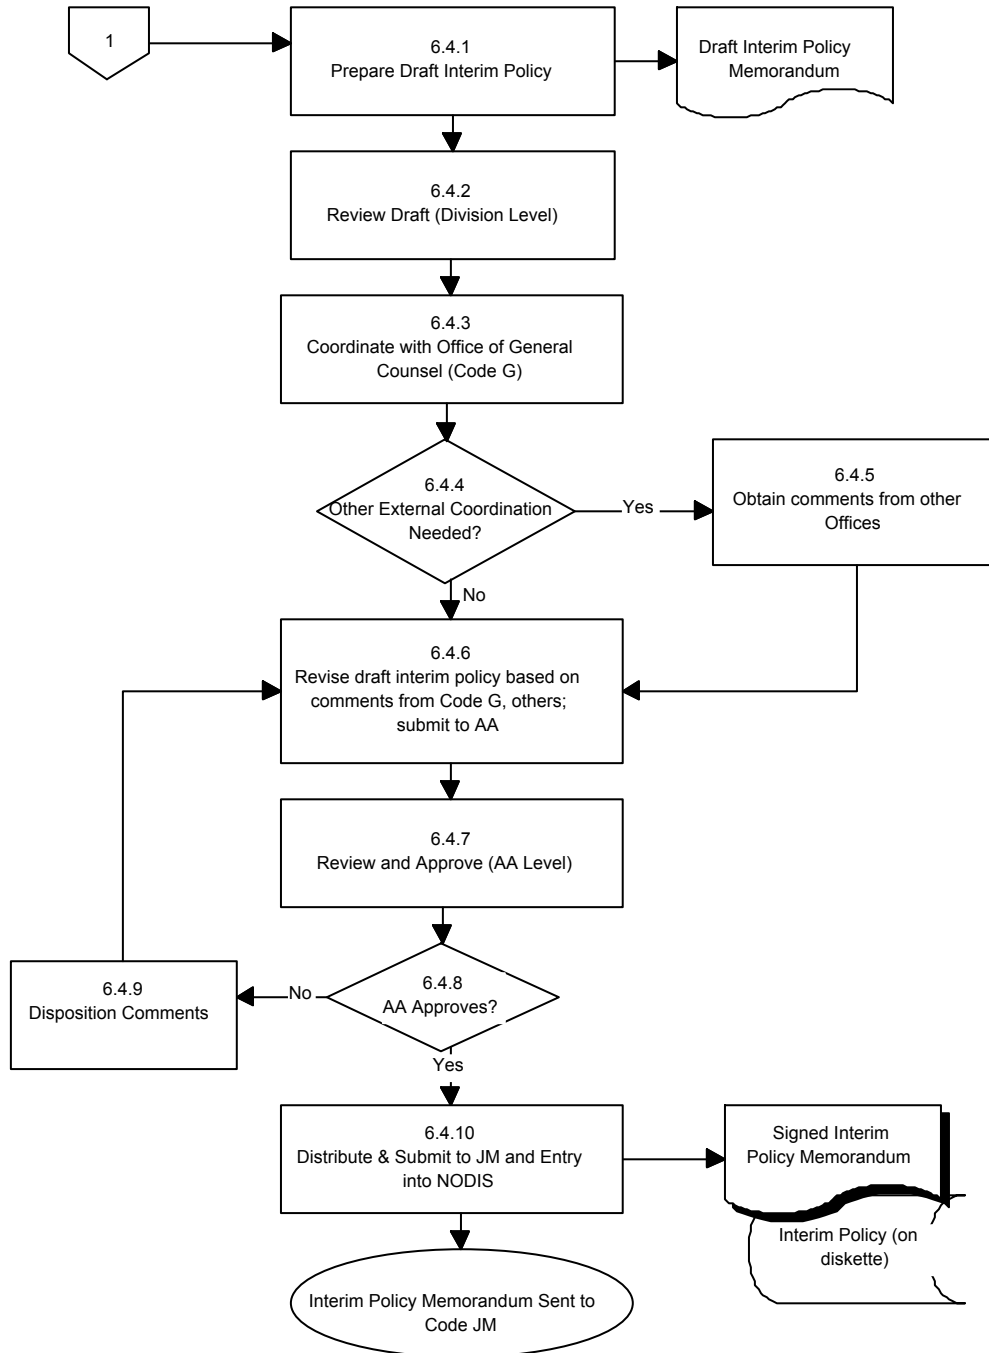 1
6.4.1
Prepare Draft Interim Policy
Draft Interim Policy
Memorandum
6.4.2
Review Draft (Division Level)
6.4.3
Coordinate with Office of General
Counsel (Code G)
6.4.4
Other External Coordination
Needed?
Yes
6.4.5
Obtain comments from other
Offices
No
6.4.6
Revise draft interim policy based on
comments from Code G, others;
submit to AA
6.4.7
Review and Approve (AA Level)
6.4.8
AA Approves?
No
6.4.9
Disposition Comments
Yes
6.4.10
Distribute & Submit to JM and Entry
into NODIS
Signed Interim
Policy Memorandum
Interim Policy (on
diskette)
Interim Policy Memorandum Sent to
Code JM